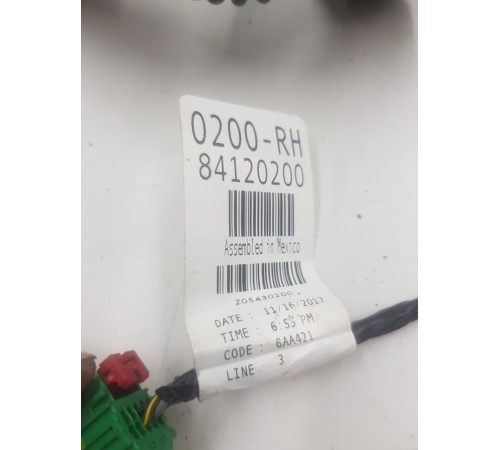 0200-RH
84120200
Assembled in Mexico
Z05430200
DATE : 11/16/2017
TIME : 6:53 PM
CODE : 6AA421
LINE : 3